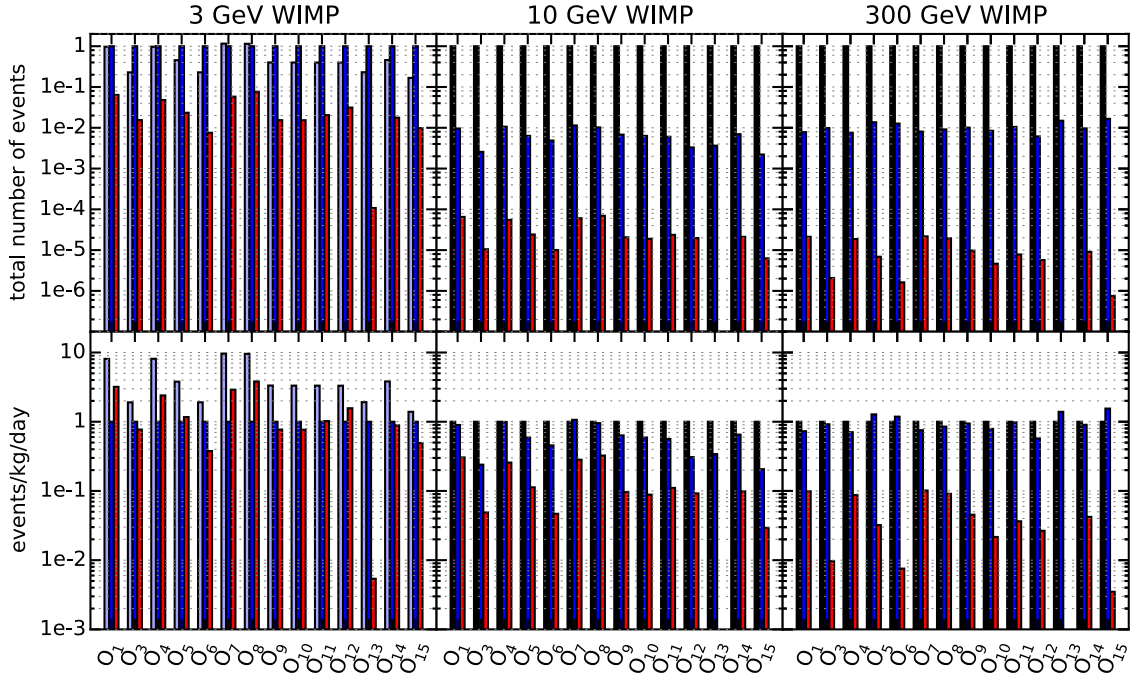 3 GeV WIMP 10 GeV WIMP 300 GeV WIMP
total number of events
1
1e-1
1e-2
1e-3
1e-4
1e-5
1e-6
events/kg/day
10
1
1e-1
1e-2
1e-3
O1 O3 O4 O5 O6 O7 O8 O9 O10 O11 O12 O13 O14 O15 O1 O3 O4 O5 O6 O7 O8 O9 O10 O11 O12 O13 O14 O15 O1 O3 O4 O5 O6 O7 O8 O9 O10 O11 O12 O13 O14 O15